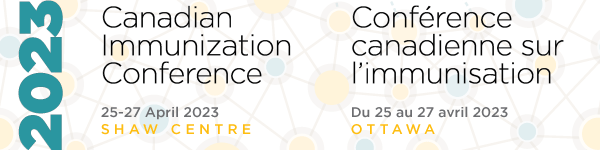 2023
Canadian
Immunization
Conference
25-27 April 2023
SHAW CENTRE
Conférence
canadienne sur
l'immunisation
Du 25 au 27 avril 2023
OTTAWA